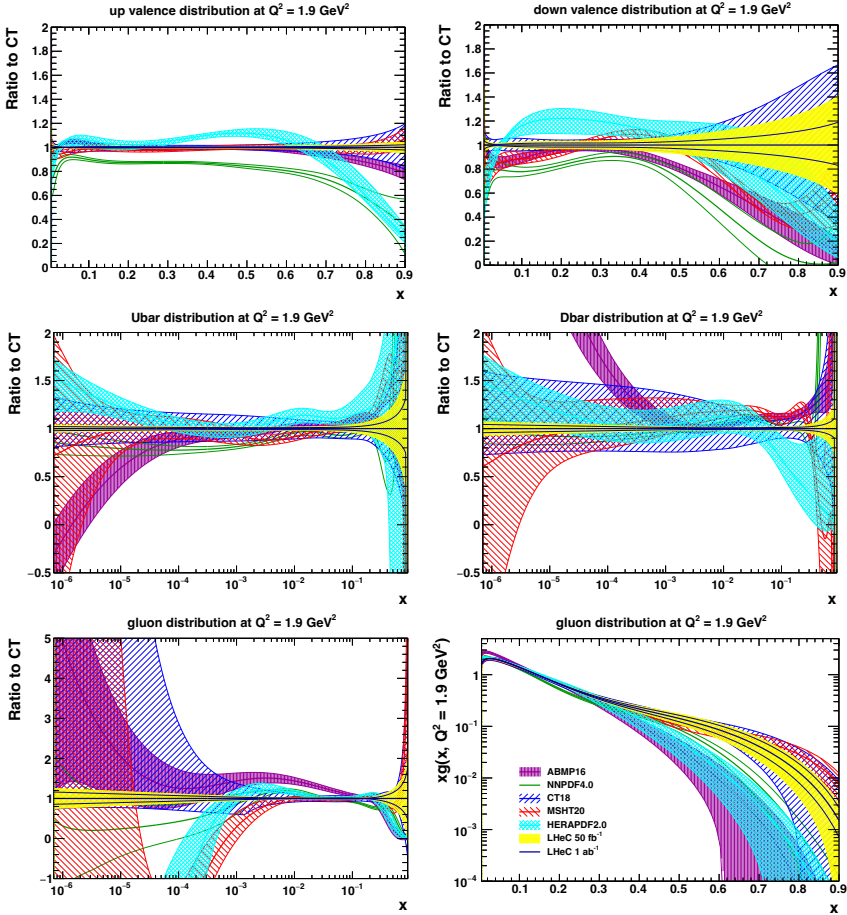 up valence distribution at Q² = 1.9 GeV²
Ratio to CT
2
1.8
1.6
1.4
1.2
1
0.8
0.6
0.4
0.2
0
0.1 0.2 0.3 0.4 0.5 0.6 0.7 0.8 0.9
x
down valence distribution at Q² = 1.9 GeV²
Ratio to CT
2
1.8
1.6
1.4
1.2
1
0.8
0.6
0.4
0.2
0
0.1 0.2 0.3 0.4 0.5 0.6 0.7 0.8 0.9
x
Ubar distribution at Q² = 1.9 GeV²
Ratio to CT
2
1.5
1
0.5
0
−0.5
10⁻⁶ 10⁻⁵ 10⁻⁴ 10⁻³ 10⁻² 10⁻¹
x
Dbar distribution at Q² = 1.9 GeV²
Ratio to CT
2
1.5
1
0.5
0
−0.5
10⁻⁶ 10⁻⁵ 10⁻⁴ 10⁻³ 10⁻² 10⁻¹
x
gluon distribution at Q² = 1.9 GeV²
Ratio to CT
5
4
3
2
1
0
−1
10⁻⁶ 10⁻⁵ 10⁻⁴ 10⁻³ 10⁻² 10⁻¹
x
gluon distribution at Q² = 1.9 GeV²
xg(x, Q² = 1.9 GeV²)
1
10⁻¹
10⁻²
10⁻³
10⁻⁴
ABMP16
NNPDF4.0
CT18
MSHT20
HERAPDF2.0
LHeC 50 fb⁻¹
LHeC 1 ab⁻¹
0.1 0.2 0.3 0.4 0.5 0.6 0.7 0.8 0.9
x